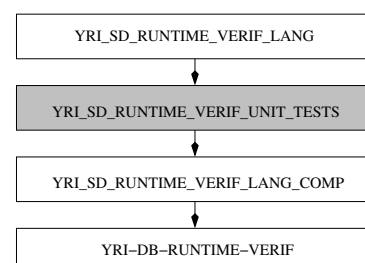 YRI_SD_RUNTIME_VERIF_LANG
YRI_SD_RUNTIME_VERIF_UNIT_TESTS
YRI_SD_RUNTIME_VERIF_LANG_COMP
YRI−DB−RUNTIME−VERIF